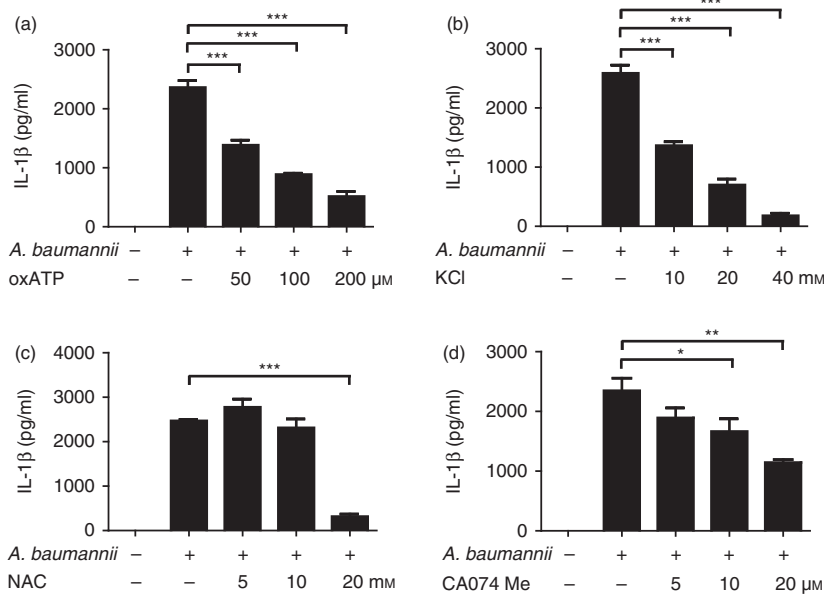 (a)
***
***
***
3000
2000
1000
0
IL-1β (pg/ml)
A. baumannii – + + + +
oxATP – – 50 100 200 μM
(b)
***
***
***
3000
2000
1000
0
IL-1β (pg/ml)
A. baumannii – + + + +
KCl – – 10 20 40 mM
(c)
***
4000
3000
2000
1000
0
IL-1β (pg/ml)
A. baumannii – + + + +
NAC – – 5 10 20 mM
(d)
**
*
3000
2000
1000
0
IL-1β (pg/ml)
A. baumannii – + + + +
CA074 Me – – 5 10 20 μM